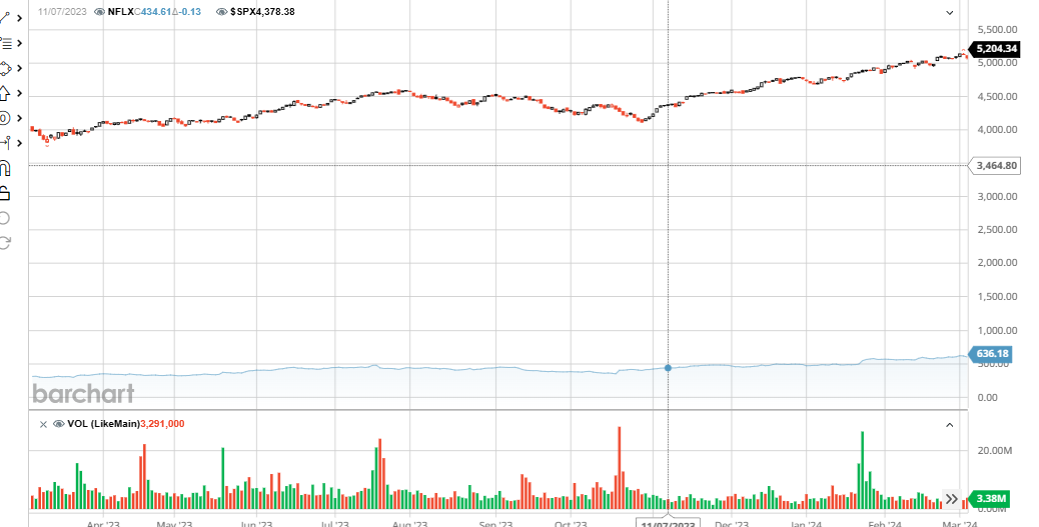 11/07/2023 NFLX C434.61Δ-0.13 $SPX4,378.38
5,500.00
5,204.34
5,000.00
4,500.00
4,000.00
3,464.80
3,000.00
2,500.00
2,000.00
1,500.00
1,000.00
636.18
500.00
0.00
barchart
VOL (LikeMain)3,291,000
20.00M
3.38M
0.00M
Apr '23 May '23 Jun '23 Jul '23 Aug '23 Sep '23 Oct '23 11/07/2023 Dec '23 Jan '24 Feb '24 Mar '24